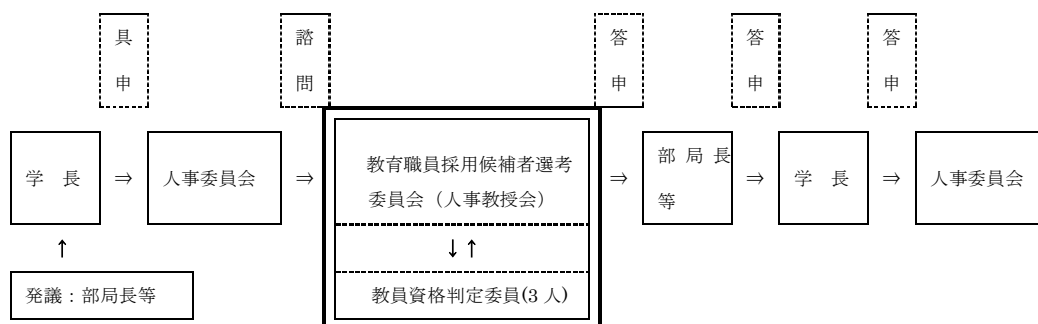 具申
諮問
答申
答申
答申
学 長 ⇒ 人事委員会 ⇒
教育職員採用候補者選考
委員会（人事教授会）
⇒ 部局長
等
⇒ 学 長 ⇒ 人事委員会
↑
↓↑
発議：部局長等
教員資格判定委員(3 人)